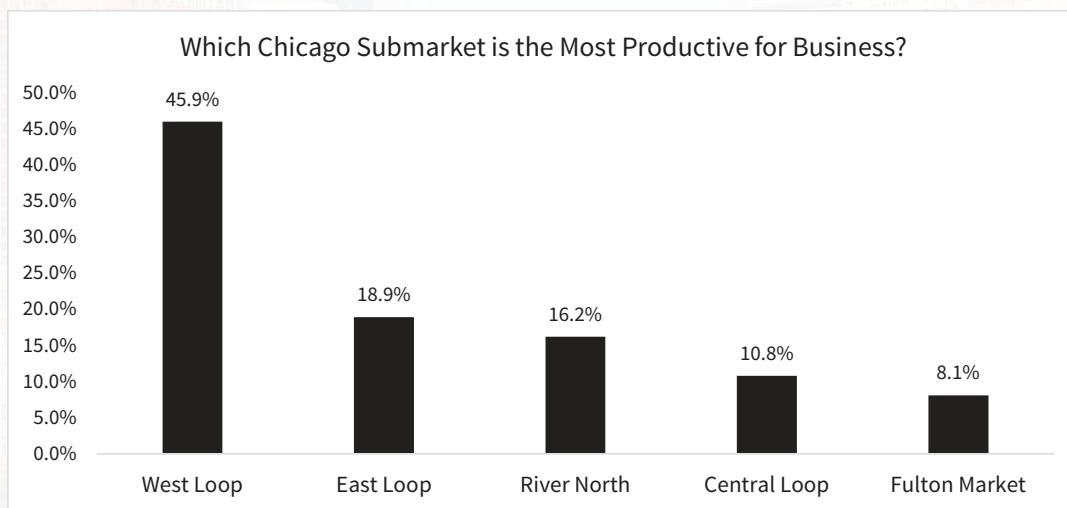 Which Chicago Submarket is the Most Productive for Business?
50.0%
45.0%
40.0%
35.0%
30.0%
25.0%
20.0%
15.0%
10.0%
5.0%
0.0%
45.9%
18.9%
16.2%
10.8%
8.1%
West Loop
East Loop
River North
Central Loop
Fulton Market